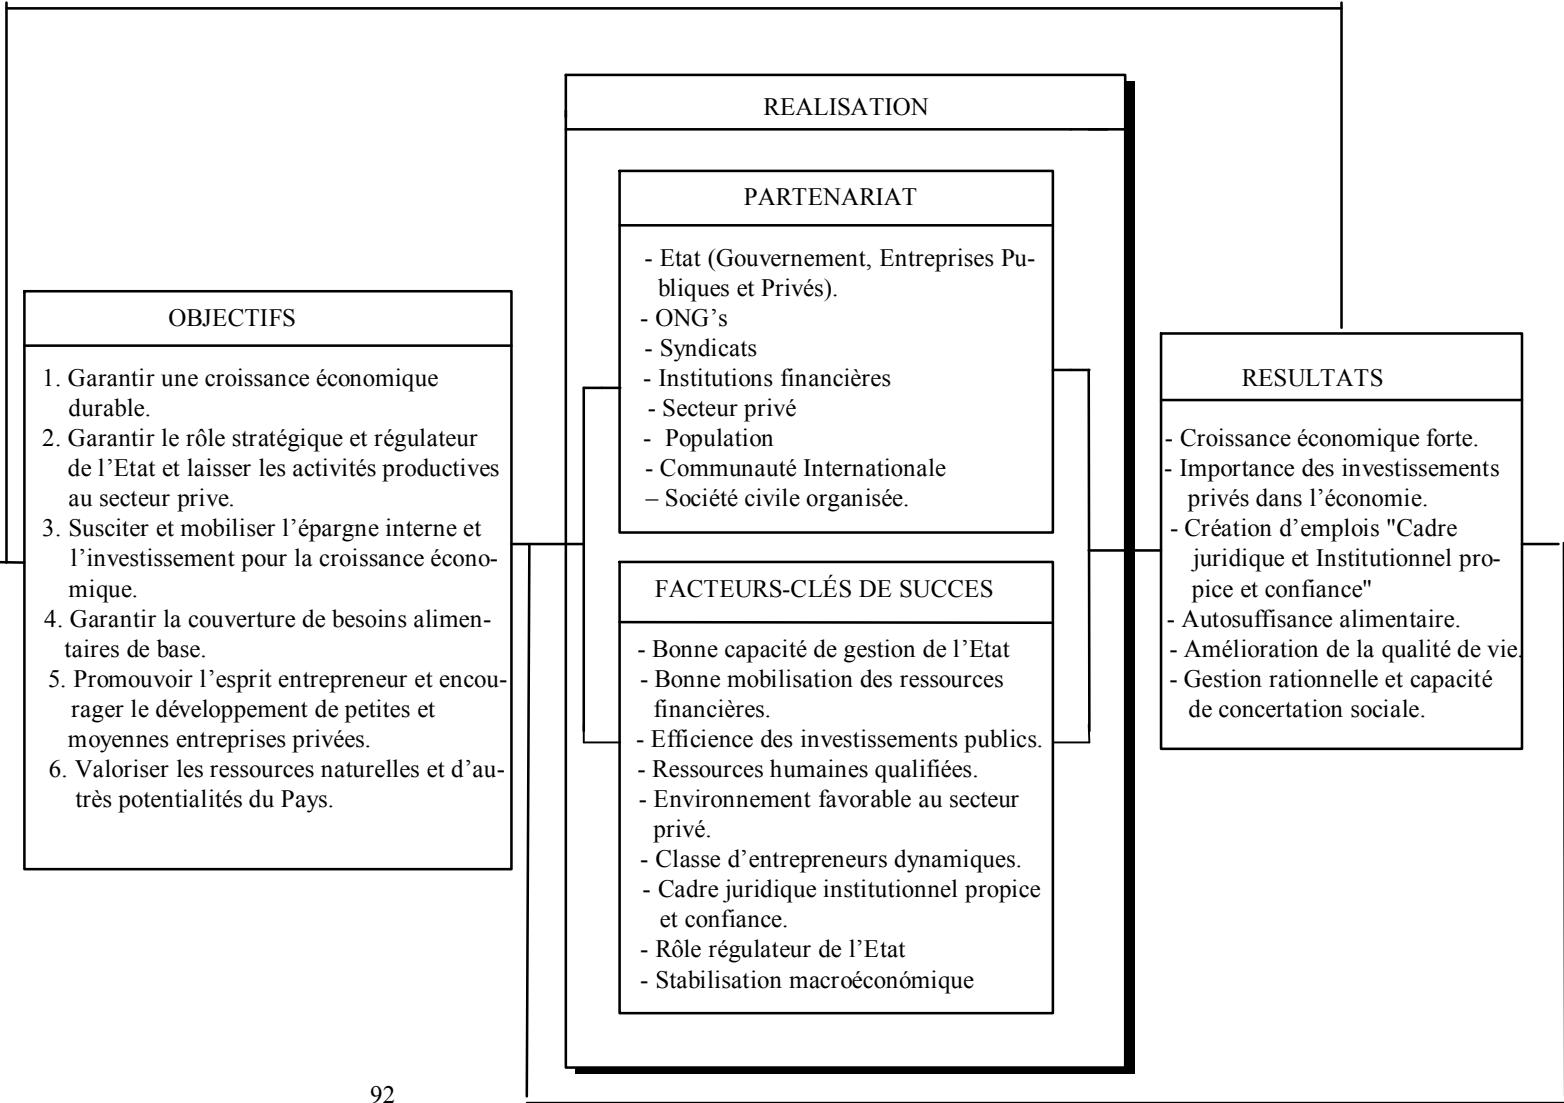 OBJECTIFS
1. Garantir une croissance économique
durable.
2. Garantir le rôle stratégique et régulateur
de l’Etat et laisser les activités productives
au secteur prive.
3. Susciter et mobiliser l’épargne interne et
l’investissement pour la croissance écono-
mique.
4. Garantir la couverture de besoins alimen-
taires de base.
5. Promouvoir l’esprit entrepreneur et encou-
rager le développement de petites et
moyennes entreprises privées.
6. Valoriser les ressources naturelles et d’au-
très potentialités du Pays.
REALISATION
PARTENARIAT
- Etat (Gouvernement, Entreprises Pu-
bliques et Privés).
- ONG’s
- Syndicats
- Institutions financières
- Secteur privé
- Population
- Communauté Internationale
– Société civile organisée.
FACTEURS-CLÉS DE SUCCES
- Bonne capacité de gestion de l’Etat
- Bonne mobilisation des ressources
financières.
- Efficience des investissements publics.
- Ressources humaines qualifiées.
- Environnement favorable au secteur
privé.
- Classe d’entrepreneurs dynamiques.
- Cadre juridique institutionnel propice
et confiance.
- Rôle régulateur de l’Etat
- Stabilisation macroéconómique
RESULTATS
- Croissance économique forte.
- Importance des investissements
privés dans l’économie.
- Création d’emplois "Cadre
juridique et Institutionnel pro-
pice et confiance"
- Autosuffisance alimentaire.
- Amélioration de la qualité de vie.
- Gestion rationnelle et capacité
de concertation sociale.
92